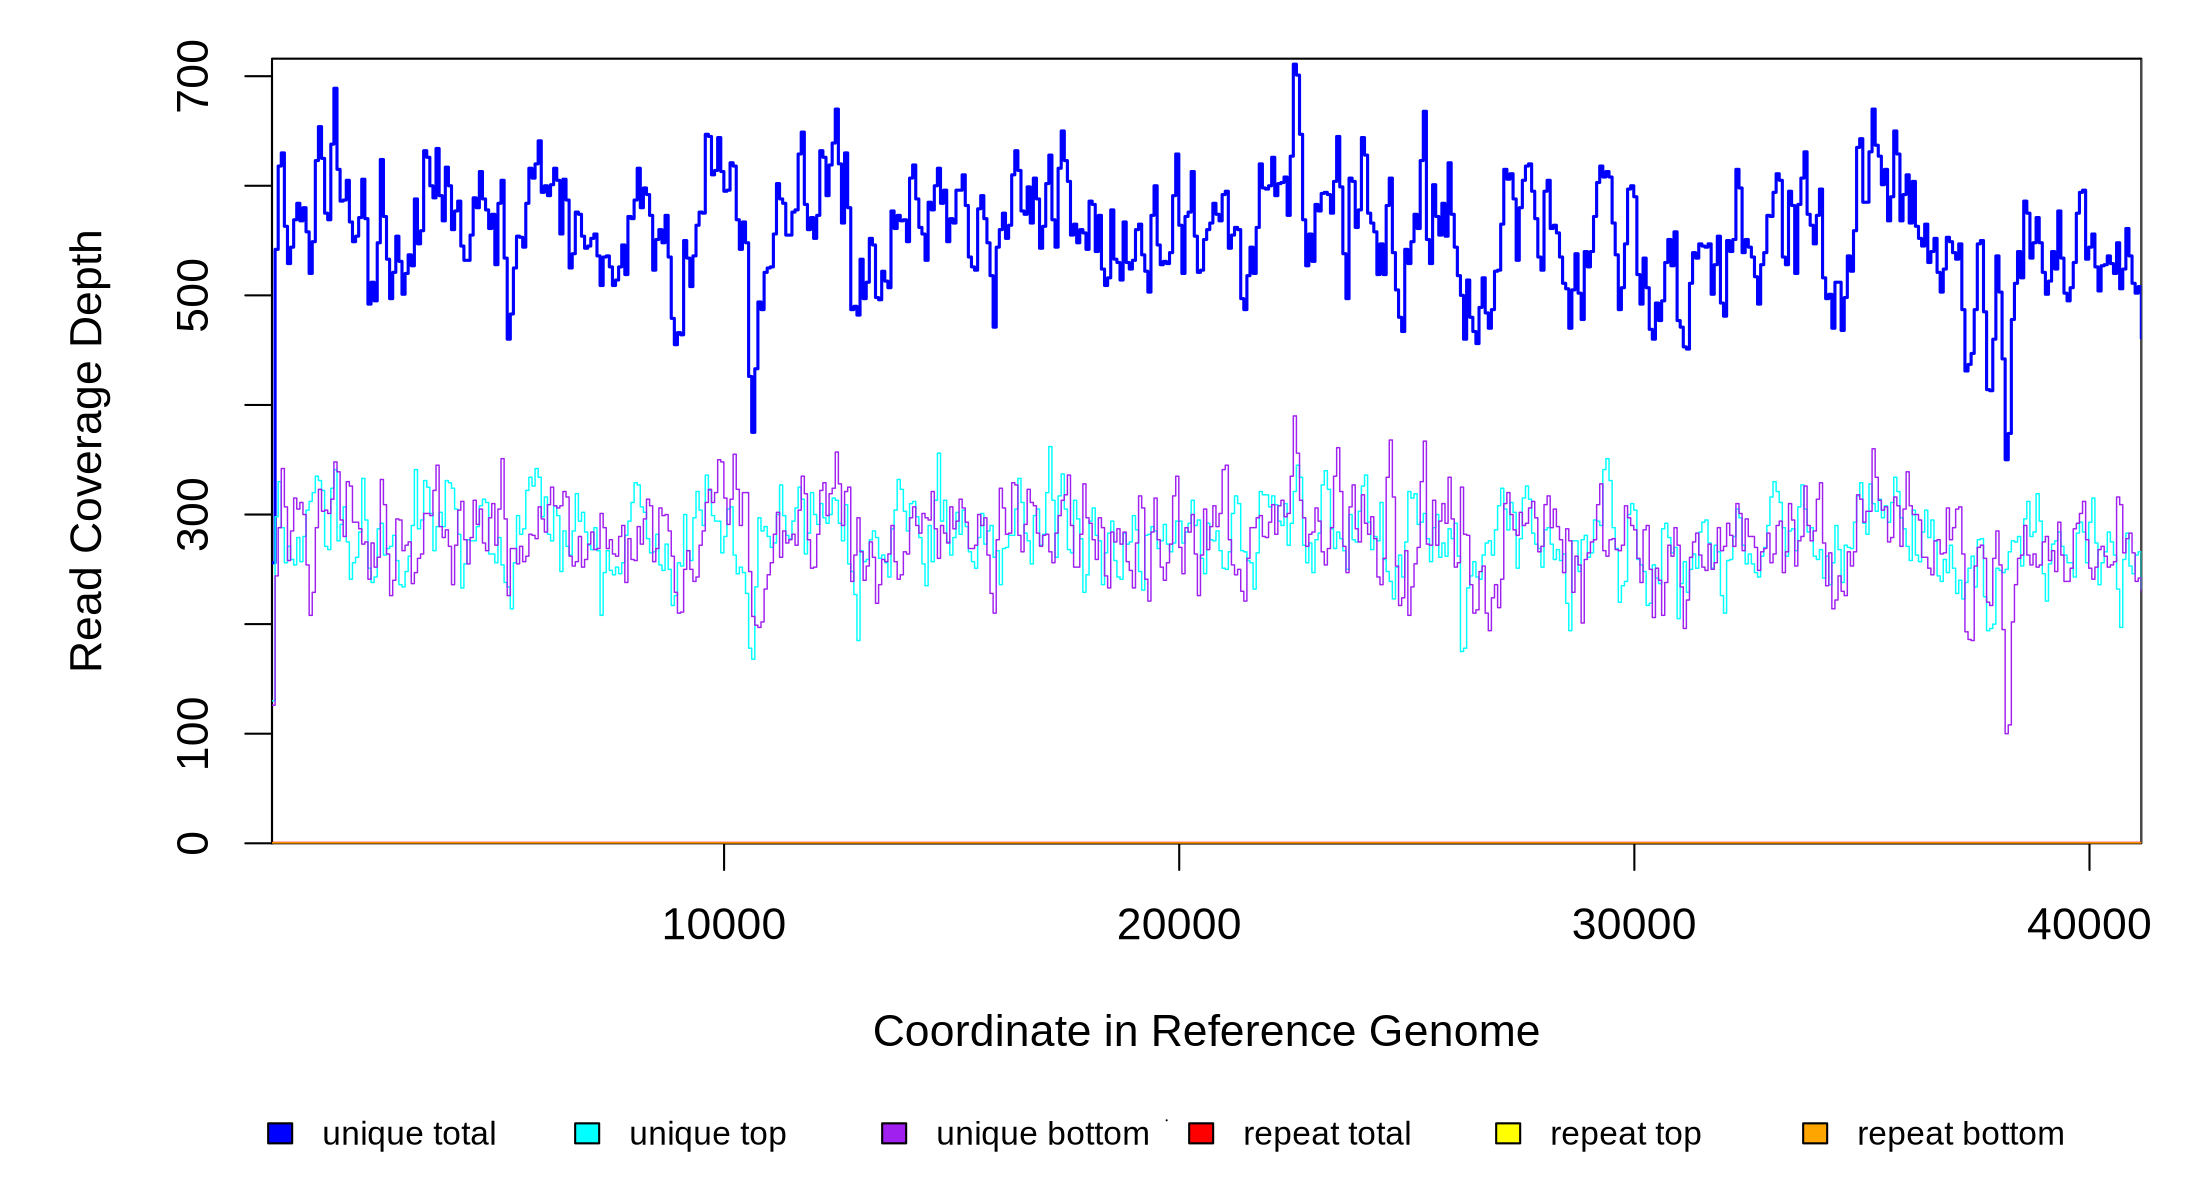 Read Coverage Depth
700
500
300
100
0
10000 20000 30000 40000
Coordinate in Reference Genome
unique total unique top unique bottom repeat total repeat top repeat bottom